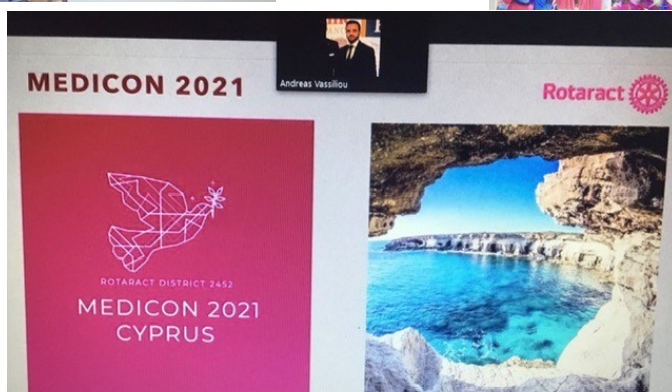 Andreas Vassiliou
MEDICON 2021
Rotaract
ROTARACT DISTRICT 2452
MEDICON 2021
CYPRUS